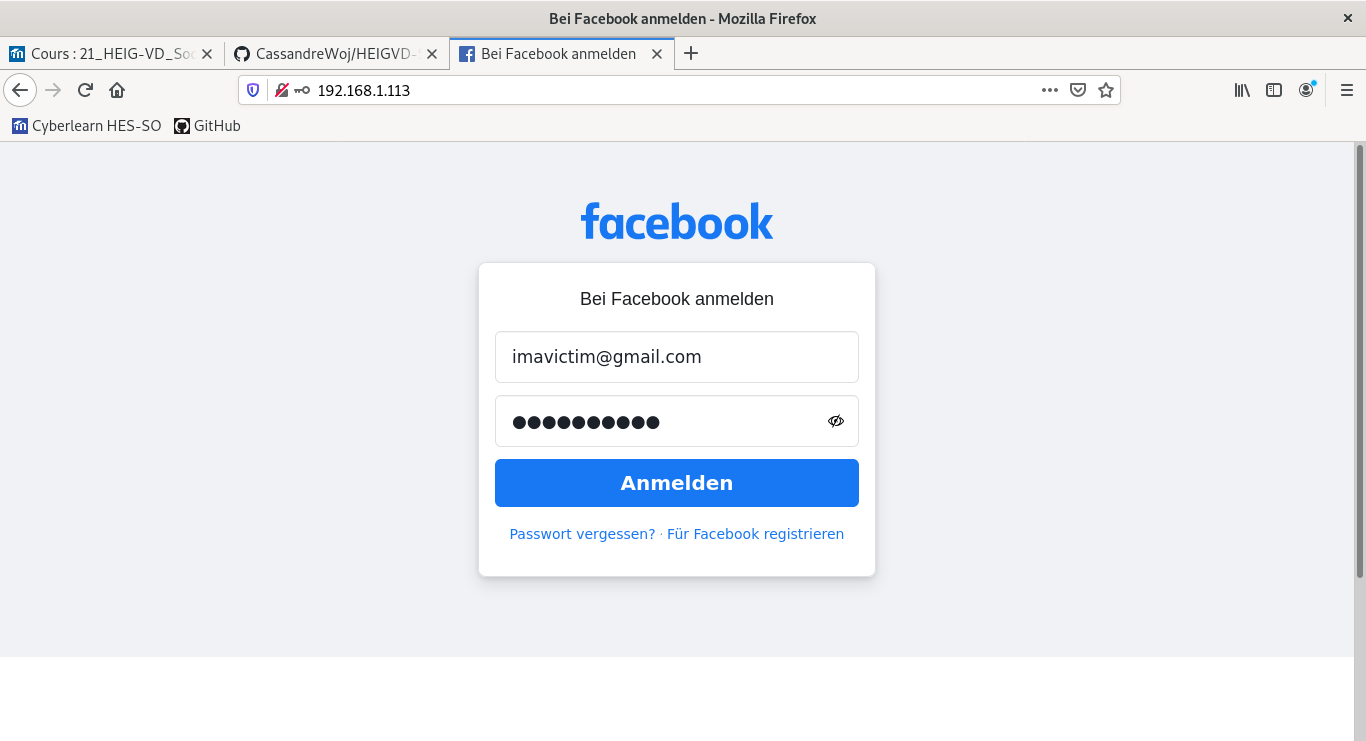 Bei Facebook anmelden - Mozilla Firefox
Cours : 21_HEIG-VD_Soc
CassandreWoj/HEIGVD-S
Bei Facebook anmelden
192.168.1.113
Cyberlearn HES-SO
GitHub
facebook
Bei Facebook anmelden
imavictim@gmail.com
●●●●●●●●●●
Anmelden
Passwort vergessen? · Für Facebook registrieren